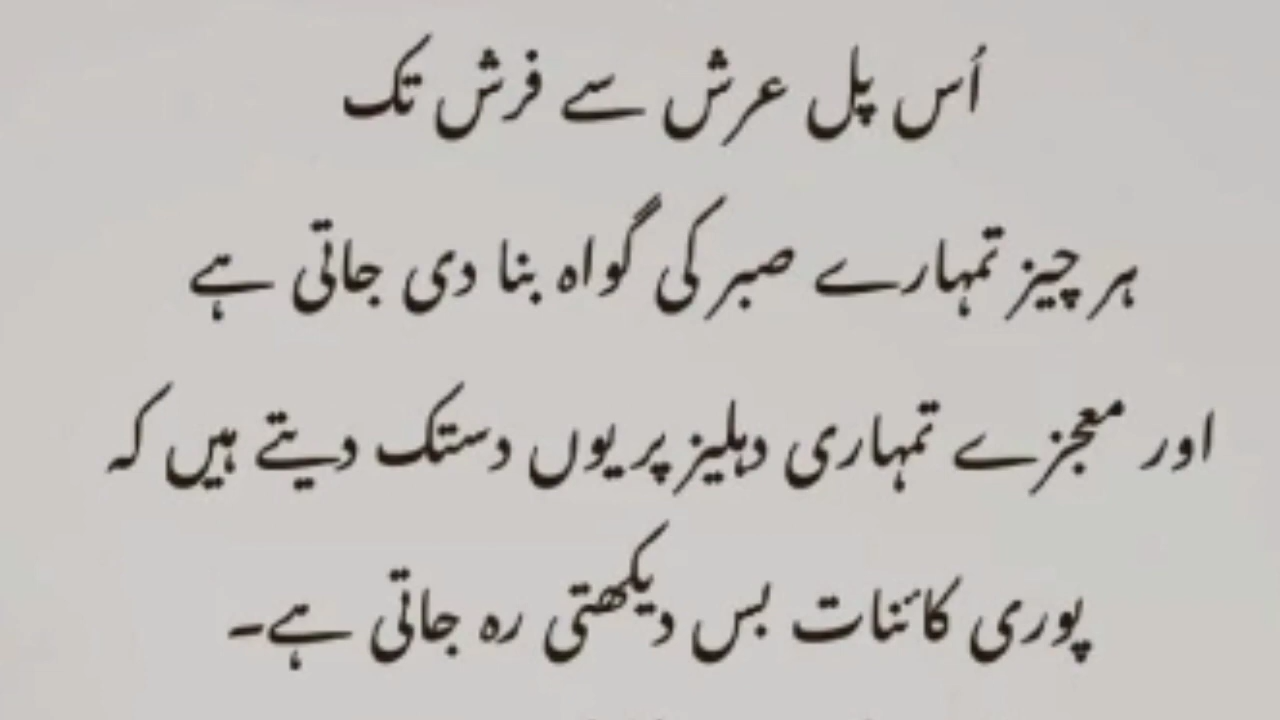 اُس پل عرش سے فرش تک
ہر چیز تمہارے صبر کی گواہ بنا دی جاتی ہے
اور معجزے تمہاری دہلیز پر یوں دستک دیتے ہیں کہ
پوری کائنات بس دیکھتی رہ جاتی ہے۔